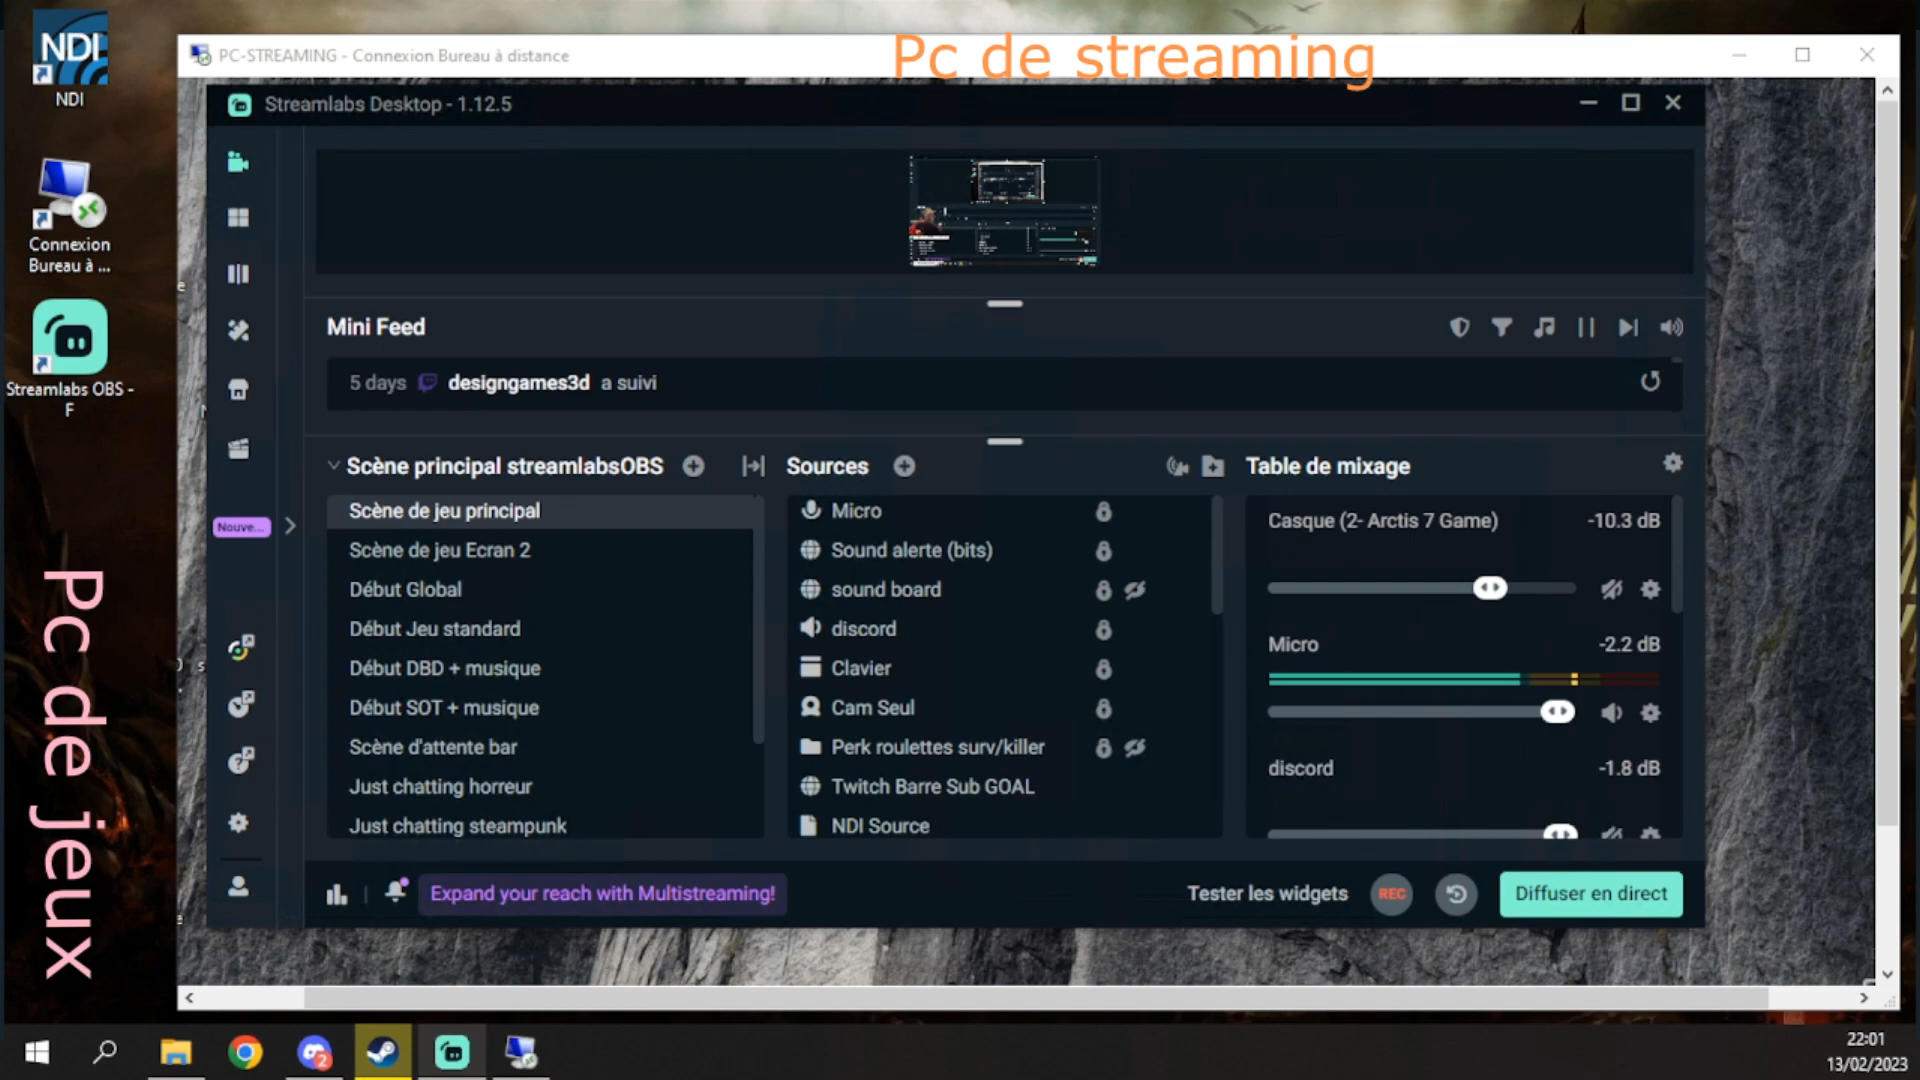 NDI
NDI
Connexion
Bureau à ...
Streamlabs OBS -
F
Pc de jeux
PC-STREAMING - Connexion Bureau à distance
Pc de streaming
Streamlabs Desktop - 1.12.5
Mini Feed
5 days designgames3d a suivi
Nouve...
Scène principal streamlabsOBS
Scène de jeu principal
Scène de jeu Ecran 2
Début Global
Début Jeu standard
Début DBD + musique
Début SOT + musique
Scène d'attente bar
Just chatting horreur
Just chatting steampunk
Sources
Micro
Sound alerte (bits)
sound board
discord
Clavier
Cam Seul
Perk roulettes surv/killer
Twitch Barre Sub GOAL
NDI Source
Table de mixage
Casque (2- Arctis 7 Game) -10.3 dB
Micro -2.2 dB
discord -1.8 dB
Expand your reach with Multistreaming!
Tester les widgets
REC
Diffuser en direct
2
22:01
13/02/2023